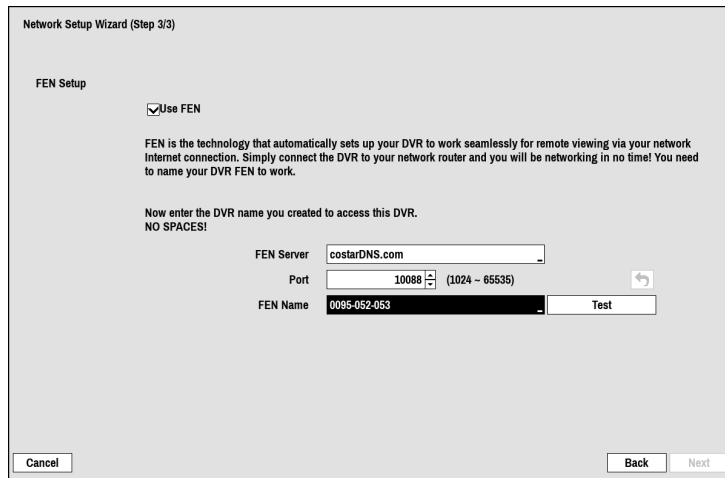 Network Setup Wizard (Step 3/3)
FEN Setup
Use FEN
FEN is the technology that automatically sets up your DVR to work seamlessly for remote viewing via your network
Internet connection. Simply connect the DVR to your network router and you will be networking in no time! You need
to name your DVR FEN to work.
Now enter the DVR name you created to access this DVR.
NO SPACES!
FEN Server costarDNS.com
Port 10088 (1024 ~ 65535)
FEN Name 0095-052-053 Test
Cancel Back Next